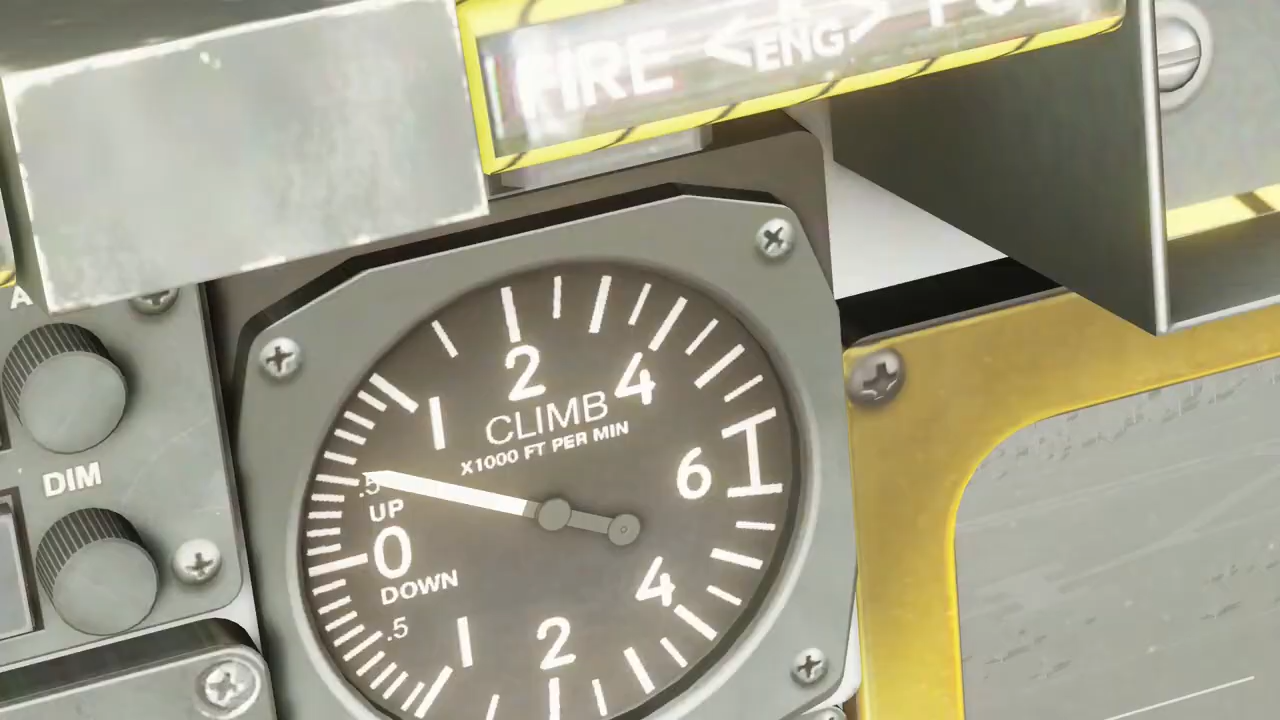 FIRE <ENG>
A
2
4
1
CLIMB
X1000 FT PER MIN
6
DIM
.5
UP
0
DOWN
4
.5
1
2